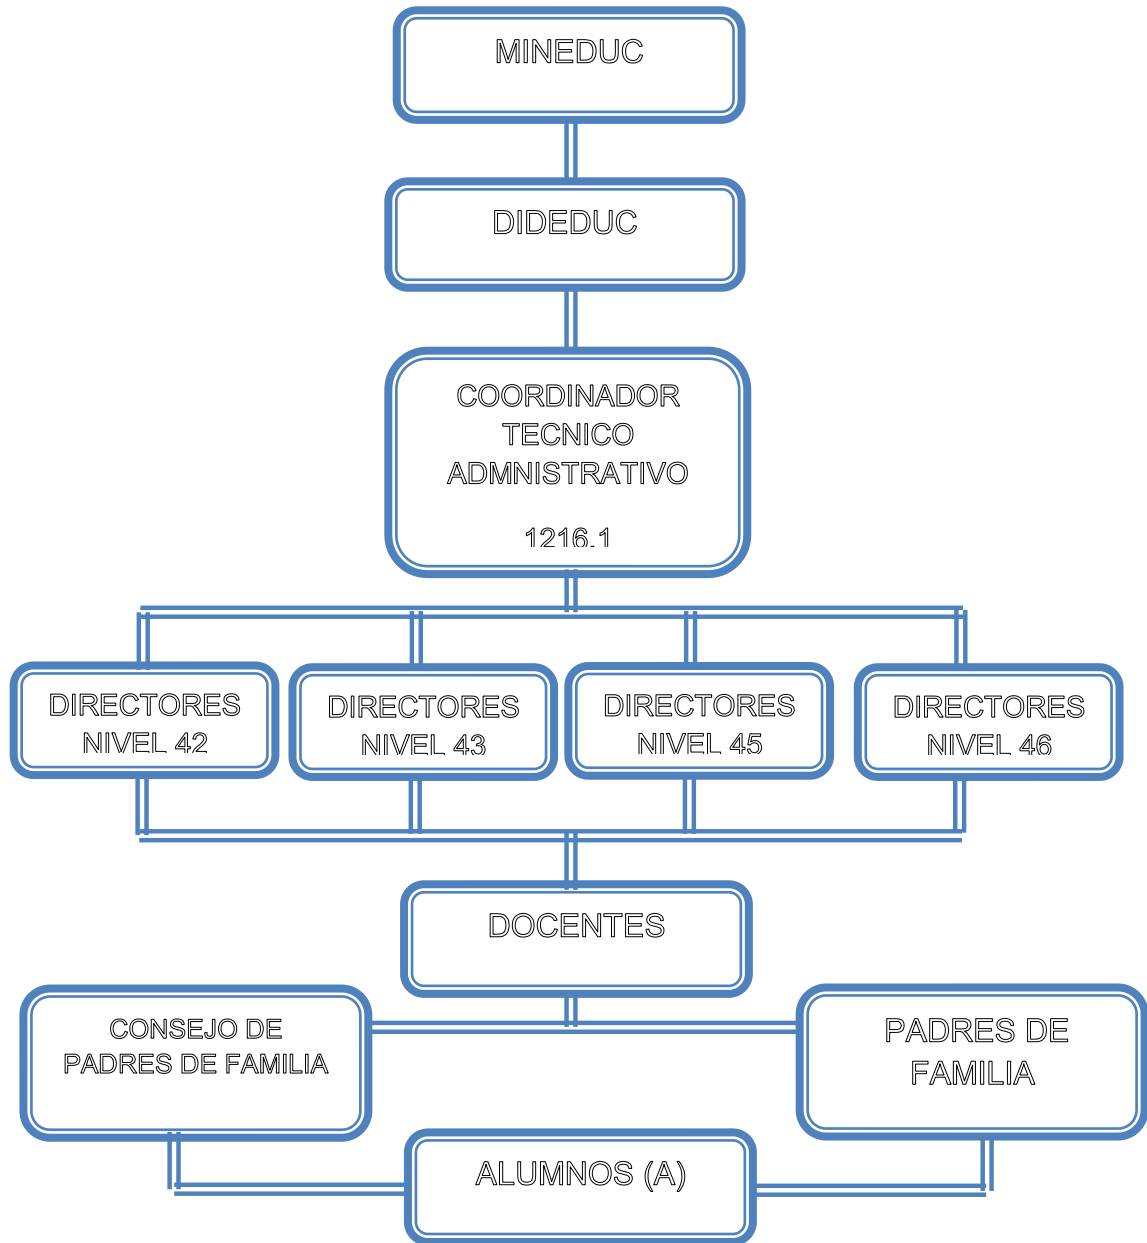 MINEDUC
DIDEDUC
COORDINADOR
TECNICO
ADMNISTRATIVO
1216.1
DIRECTORES
NIVEL 42
DIRECTORES
NIVEL 43
DIRECTORES
NIVEL 45
DIRECTORES
NIVEL 46
DOCENTES
CONSEJO DE
PADRES DE FAMILIA
PADRES DE
FAMILIA
ALUMNOS (A)